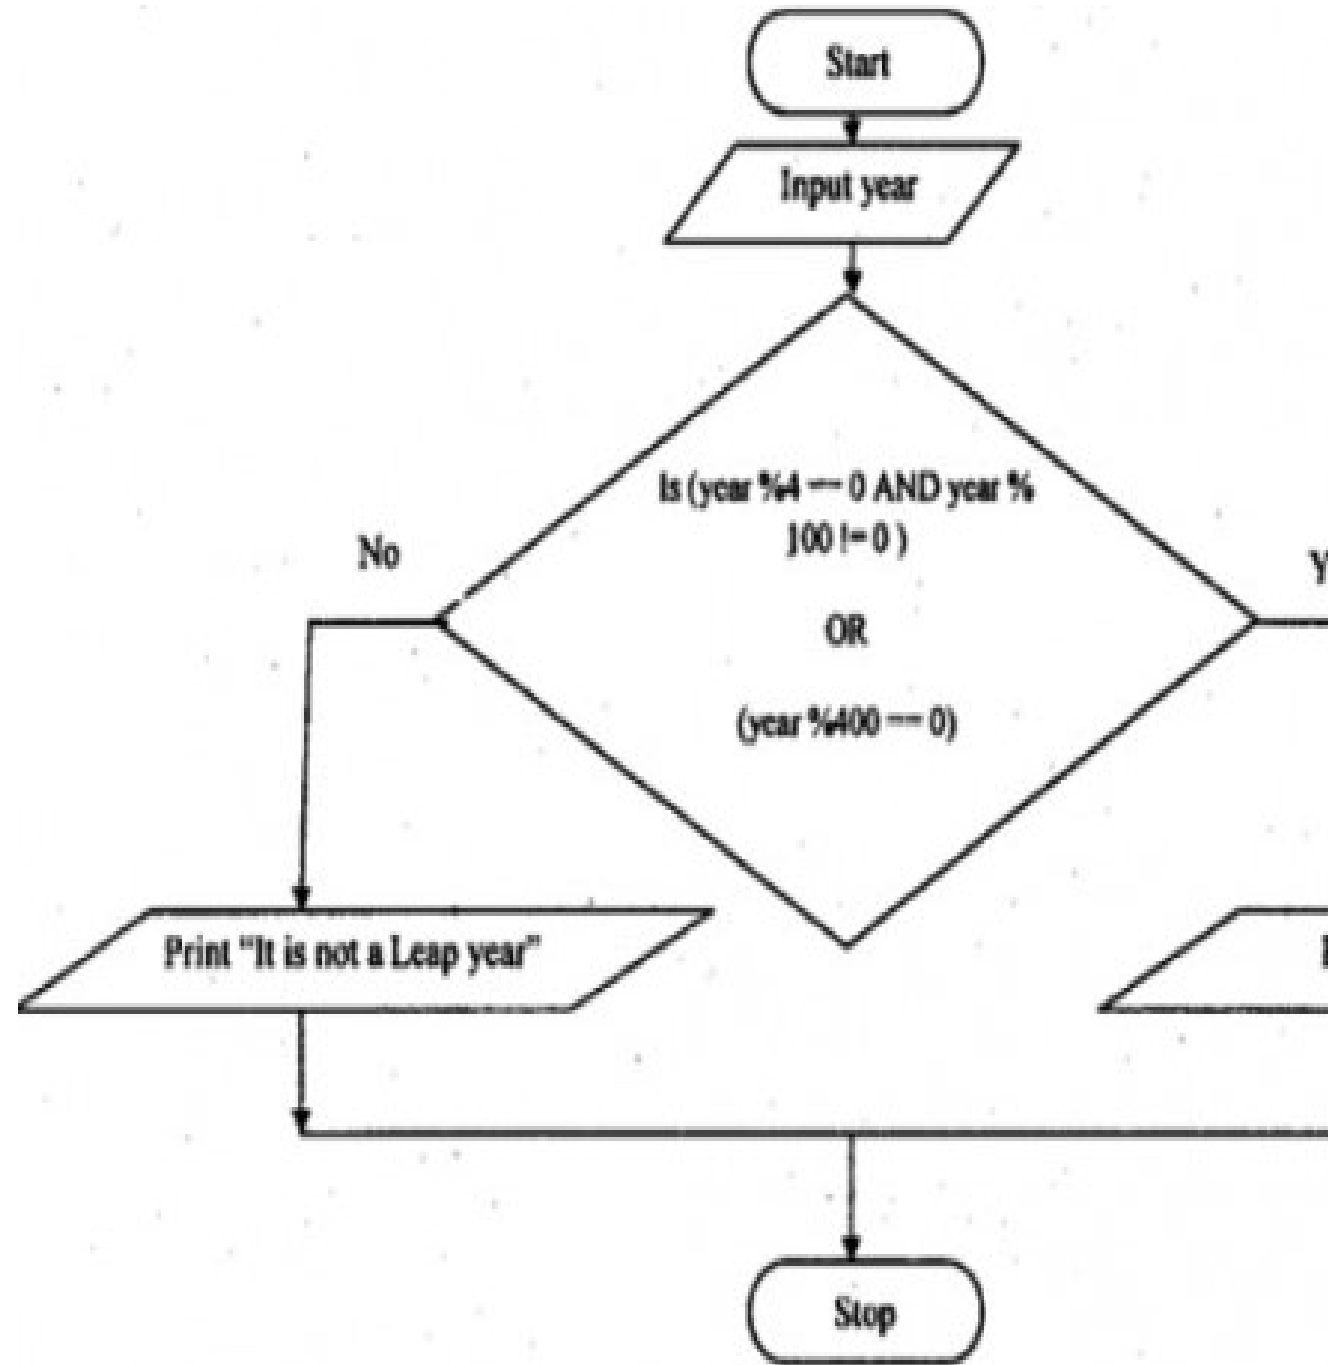 Start
Input year
Is (year %4 == 0 AND year %
100 != 0 )
OR
(year %400 == 0)
No
Y
Print “It is not a Leap year”
Stop